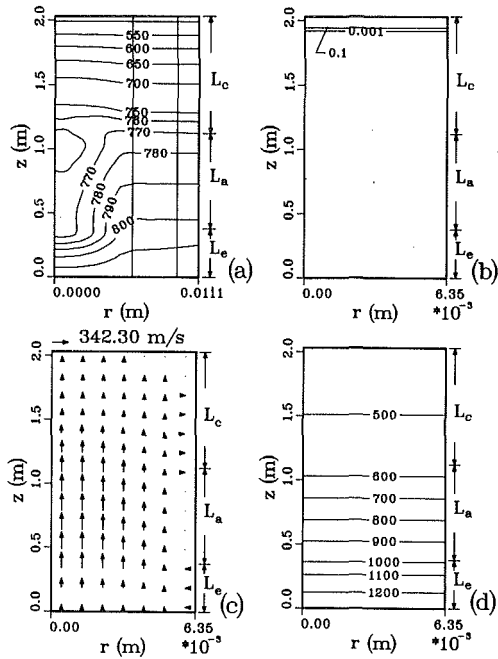 2.0
1.5
1.0
0.5
0.0
z (m)
550
600
650
700
750
760
770
780
770
780
790
800
L_c
L_a
L_e
0.0000
0.0111
r (m)
(a)
2.0
1.5
1.0
0.5
0.0
z (m)
0.001
0.1
L_c
L_a
L_e
0.00
6.35
r (m)
*10^-3
(b)
342.30 m/s
2.0
1.5
1.0
0.5
0.0
z (m)
L_c
L_a
L_e
0.00
6.35
r (m)
*10^-3
(c)
2.0
1.5
1.0
0.5
0.0
z (m)
500
600
700
800
900
1000
1100
1200
L_c
L_a
L_e
0.00
6.35
r (m)
*10^-3
(d)